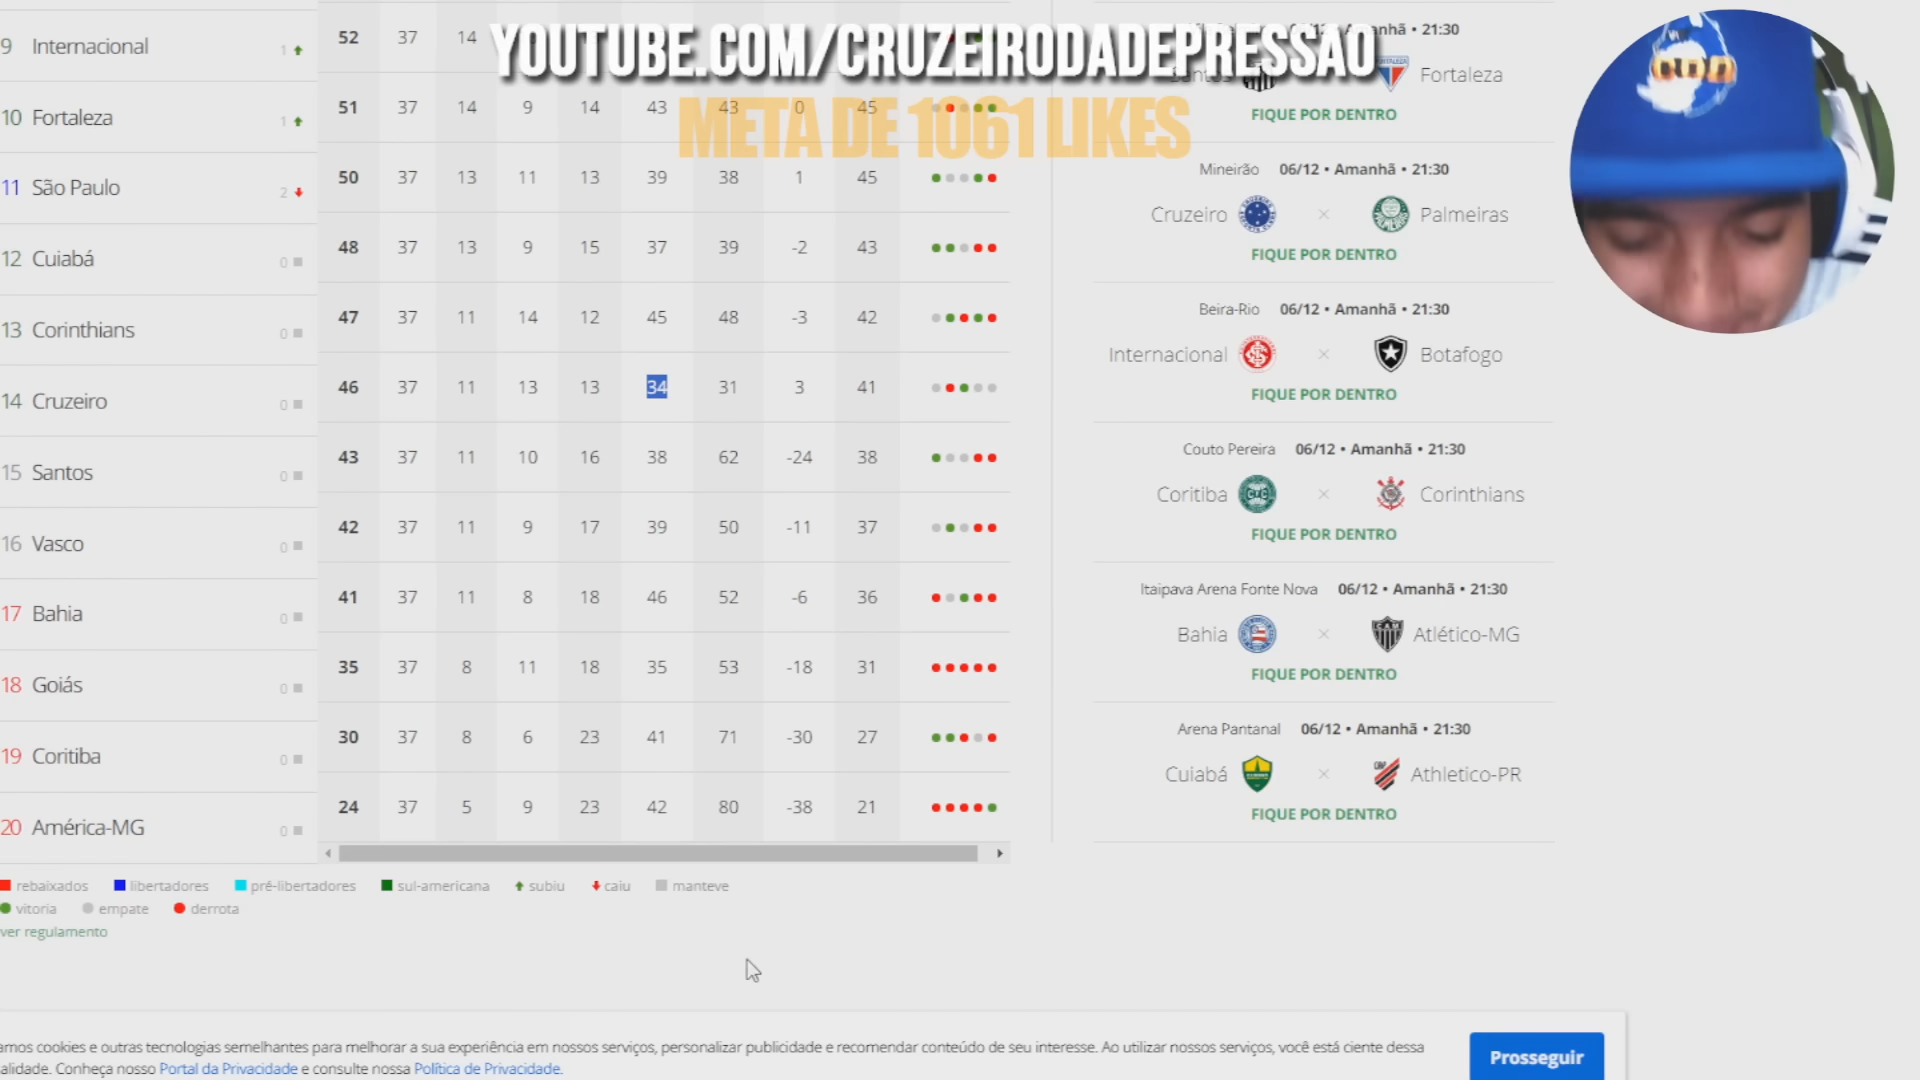 YOUTUBE.COM/CRUZEIRODADEPRESSAO
META DE 1061 LIKES
9 Internacional 1 52 37 14
10 Fortaleza 1 51 37 14 9 14 43 43 0 45
11 São Paulo 2 50 37 13 11 13 39 38 1 45
12 Cuiabá 0 48 37 13 9 15 37 39 -2 43
13 Corinthians 0 47 37 11 14 12 45 48 -3 42
14 Cruzeiro 0 46 37 11 13 13 34 31 3 41
15 Santos 0 43 37 11 10 16 38 62 -24 38
16 Vasco 0 42 37 11 9 17 39 50 -11 37
17 Bahia 0 41 37 11 8 18 46 52 -6 36
18 Goiás 0 35 37 8 11 18 35 53 -18 31
19 Coritiba 0 30 37 8 6 23 41 71 -30 27
20 América-MG 0 24 37 5 9 23 42 80 -38 21
rebaixados libertadores pré-libertadores sul-americana subiu caiu manteve
vitoria empate derrota
ver regulamento
• 21:30
Santos Fortaleza
FIQUE POR DENTRO
Mineirão 06/12 • Amanhã • 21:30
Cruzeiro × Palmeiras
FIQUE POR DENTRO
Beira-Rio 06/12 • Amanhã • 21:30
Internacional × Botafogo
FIQUE POR DENTRO
Couto Pereira 06/12 • Amanhã • 21:30
Coritiba × Corinthians
FIQUE POR DENTRO
Itaipava Arena Fonte Nova 06/12 • Amanhã • 21:30
Bahia × Atlético-MG
FIQUE POR DENTRO
Arena Pantanal 06/12 • Amanhã • 21:30
Cuiabá × Athletico-PR
FIQUE POR DENTRO
amos cookies e outras tecnologias semelhantes para melhorar a sua experiência em nossos serviços, personalizar publicidade e recomendar conteúdo de seu interesse. Ao utilizar nossos serviços, você está ciente dessa
alidade. Conheça nosso Portal da Privacidade e consulte nossa Política de Privacidade.
Prosseguir